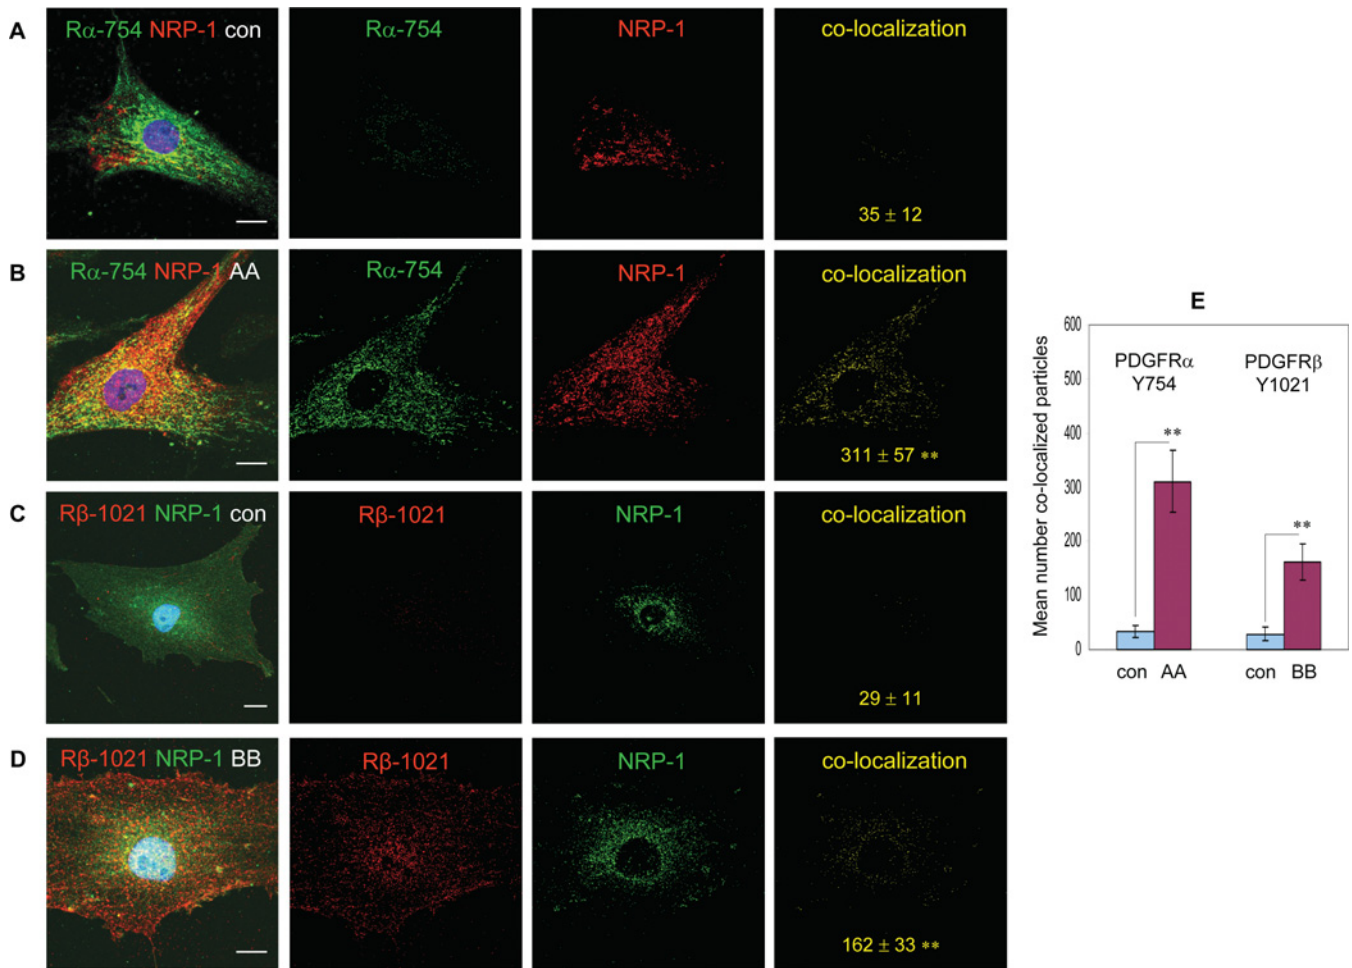 A
Rα-754 NRP-1 con
Rα-754
NRP-1
co-localization
35 ± 12
B
Rα-754 NRP-1 AA
Rα-754
NRP-1
co-localization
311 ± 57 **
C
Rβ-1021 NRP-1 con
Rβ-1021
NRP-1
co-localization
29 ± 11
D
Rβ-1021 NRP-1 BB
Rβ-1021
NRP-1
co-localization
162 ± 33 **
E
Mean number co-localized particles
600
500
400
300
200
100
0
PDGFRα
Y754
PDGFRβ
Y1021
**
**
con AA
con BB